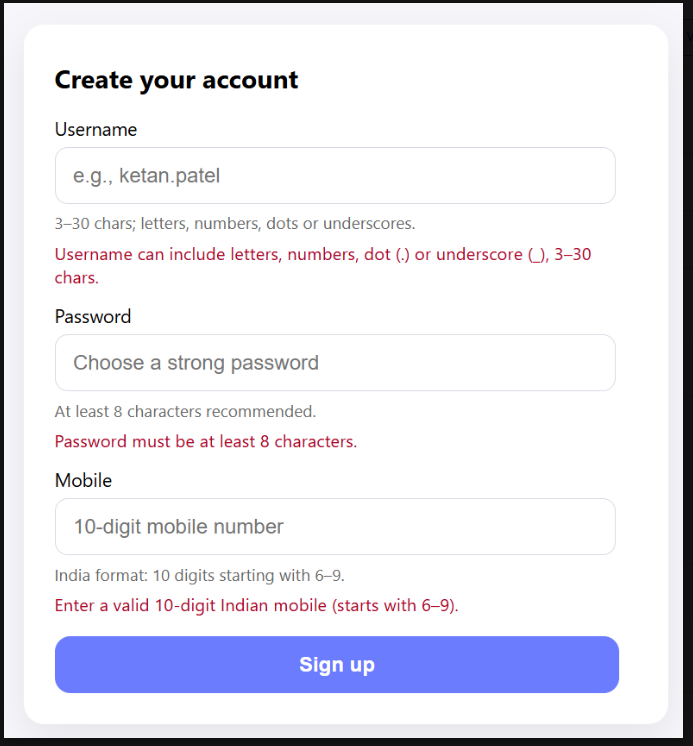 Create your account
Username
e.g., ketan.patel
3–30 chars; letters, numbers, dots or underscores.
Username can include letters, numbers, dot (.) or underscore (_), 3–30
chars.
Password
Choose a strong password
At least 8 characters recommended.
Password must be at least 8 characters.
Mobile
10-digit mobile number
India format: 10 digits starting with 6–9.
Enter a valid 10-digit Indian mobile (starts with 6–9).
Sign up